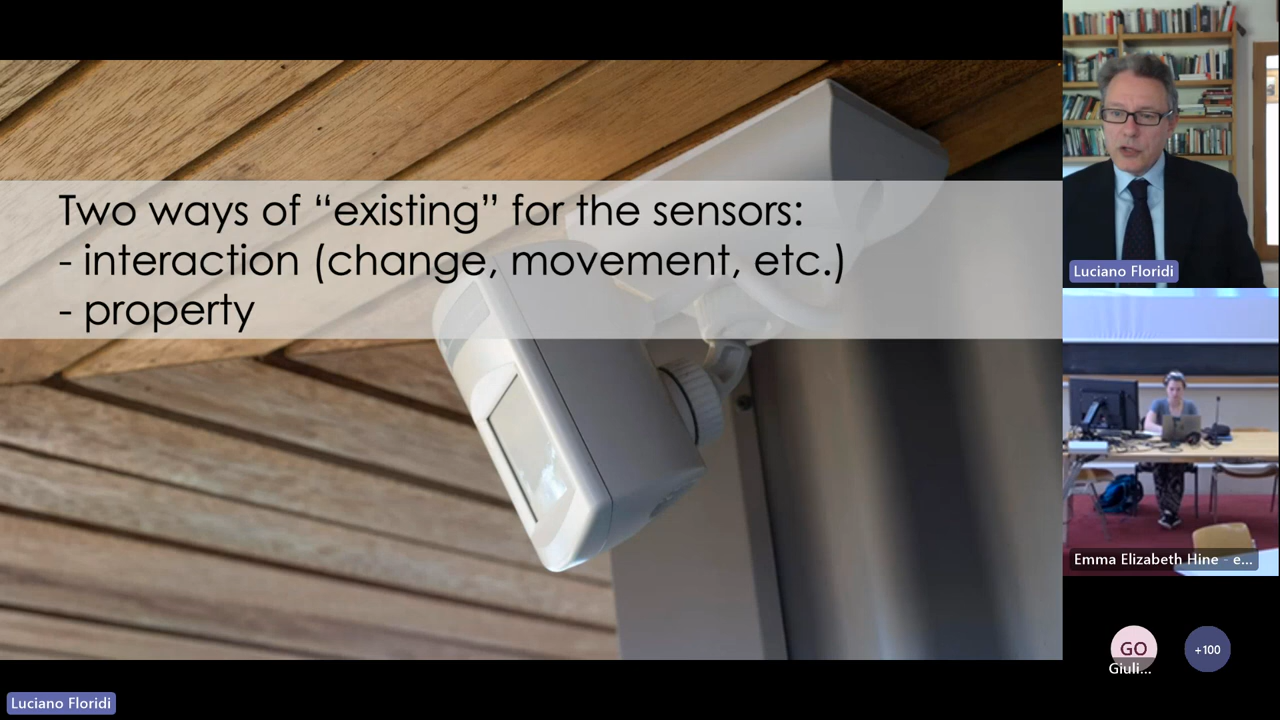 Two ways of “existing” for the sensors:
- interaction (change, movement, etc.)
- property
Luciano Floridi
Emma Elizabeth Hine - e...
GO
Giuli...
+100
Luciano Floridi